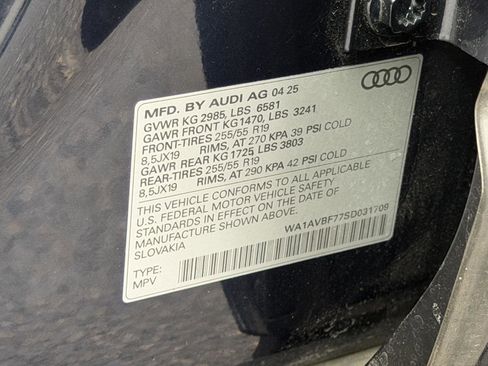 MFD. BY AUDI AG 04 25
GVWR KG 2985, LBS 6581
GAWR FRONT KG1470, LBS 3241
FRONT-TIRES 255/55 R19
8,5JX19 RIMS, AT 270 KPA 39 PSI COLD
GAWR REAR KG 1725 LBS 3803
REAR-TIRES 255/55 R19
8,5JX19 RIMS, AT 290 KPA 42 PSI COLD
THIS VEHICLE CONFORMS TO ALL APPLICABLE
U.S. FEDERAL MOTOR VEHICLE SAFETY
STANDARDS IN EFFECT ON THE DATE OF
MANUFACTURE SHOWN ABOVE.
SLOVAKIA
WA1AVBF77SD031709
TYPE:
MPV